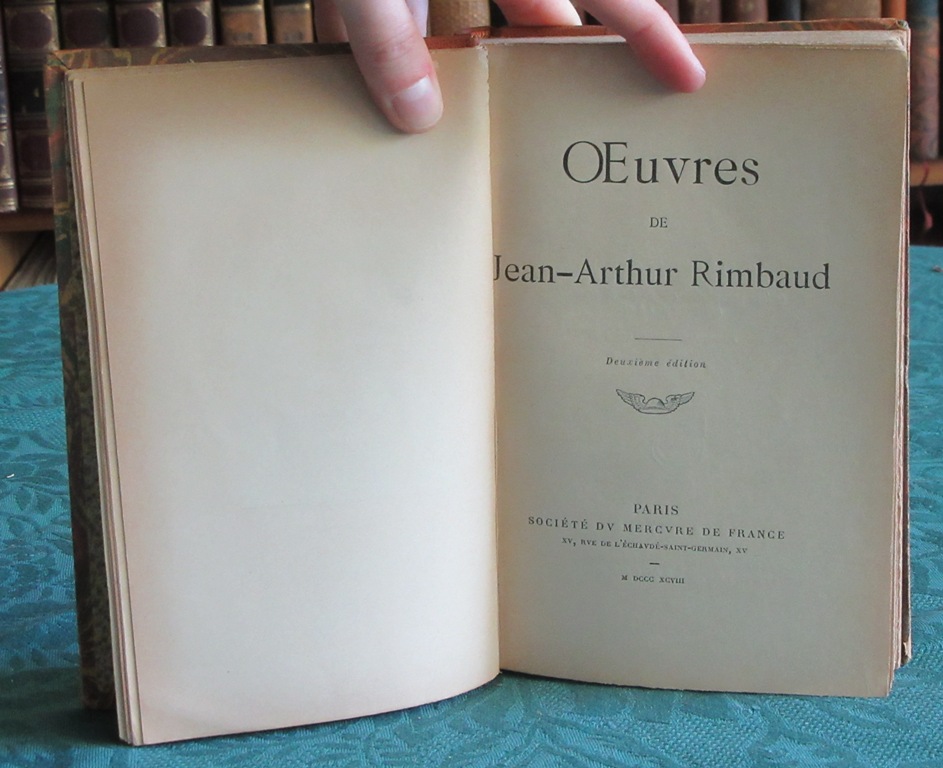 Œuvres
DE
Jean-Arthur Rimbaud
Deuxième édition
PARIS
SOCIÉTÉ DV MERCVRE DE FRANCE
XV, RVE DE L'ÉCHAVDÉ-SAINT-GERMAIN, XV
M DCCC XCVIII